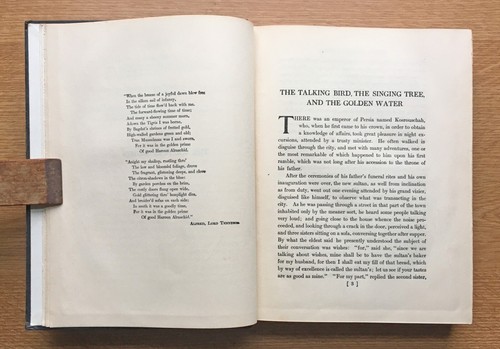 "When the breeze of a joyful dawn blew free
In the silken sail of infancy,
The tide of time flow'd back with me,
The forward-flowing time of time;
And many a sheeny summer morn,
Adown the Tigris I was borne,
By Bagdat's shrines of fretted gold,
High-walled gardens green and old;
True Mussulman was I and sworn,
For it was in the golden prime
Of good Haroun Alraschid.
"Anight my shallop, rustling thro'
The low and bloomed foliage, drove
The fragrant, glistening deeps, and clove
The citron-shadows in the blue:
By garden porches on the brim,
The costly doors flung open wide,
Gold glittering thro' lamplight dim,
And broider'd sofas on each side:
In sooth it was a goodly time,
For it was in the golden prime
Of good Haroun Alraschid."
Alfred, Lord Tennyson.
THE TALKING BIRD, THE SINGING TREE,
AND THE GOLDEN WATER
THERE was an emperor of Persia named Kosrouschah,
who, when he first came to his crown, in order to obtain
a knowledge of affairs, took great pleasure in night ex-
cursions, attended by a trusty minister. He often walked in
disguise through the city, and met with many adventures, one of
the most remarkable of which happened to him upon his first
ramble, which was not long after his accession to the throne of
his father.
After the ceremonies of his father's funeral rites and his own
inauguration were over, the new sultan, as well from inclination
as from duty, went out one evening attended by his grand vizier,
disguised like himself, to observe what was transacting in the
city. As he was passing through a street in that part of the town
inhabited only by the meaner sort, he heard some people talking
very loud; and going close to the house whence the noise pro-
ceeded, and looking through a crack in the door, perceived a light,
and three sisters sitting on a sofa, conversing together after supper.
By what the eldest said he presently understood the subject of
their conversation was wishes: "for," said she, "since we are
talking about wishes, mine shall be to have the sultan's baker
for my husband, for then I shall eat my fill of that bread, which
by way of excellence is called the sultan's; let us see if your tastes
are as good as mine." "For my part," replied the second sister,
[ 3 ]